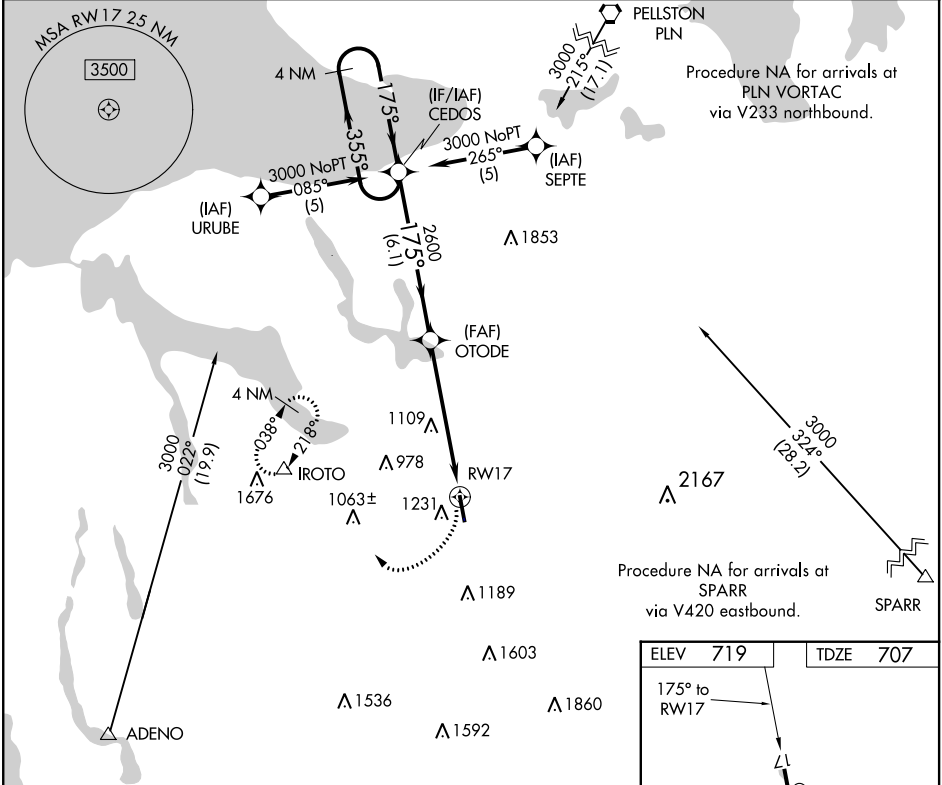 MSA RW17 25 NM
3500
4 NM
175°
355°
(IF/IAF)
CEDOS
PELLSTON
PLN
3000
215°
(17.1)
Procedure NA for arrivals at
PLN VORTAC
via V233 northbound.
3000 NoPT
265°
(5)
(IAF)
SEPTE
3000 NoPT
085°
(5)
(IAF)
URUBE
2600
175°
(6.1)
1853
(FAF)
OTODE
4 NM
038°
218°
IROTO
1676
3000
022°
(19.9)
1109
978
1063±
1231
RW17
2167
3000
324°
(28.2)
SPARR
Procedure NA for arrivals at
SPARR
via V420 eastbound.
1189
1603
1536
1592
1860
ADENO
ELEV 719
TDZE 707
175° to
RW17
17